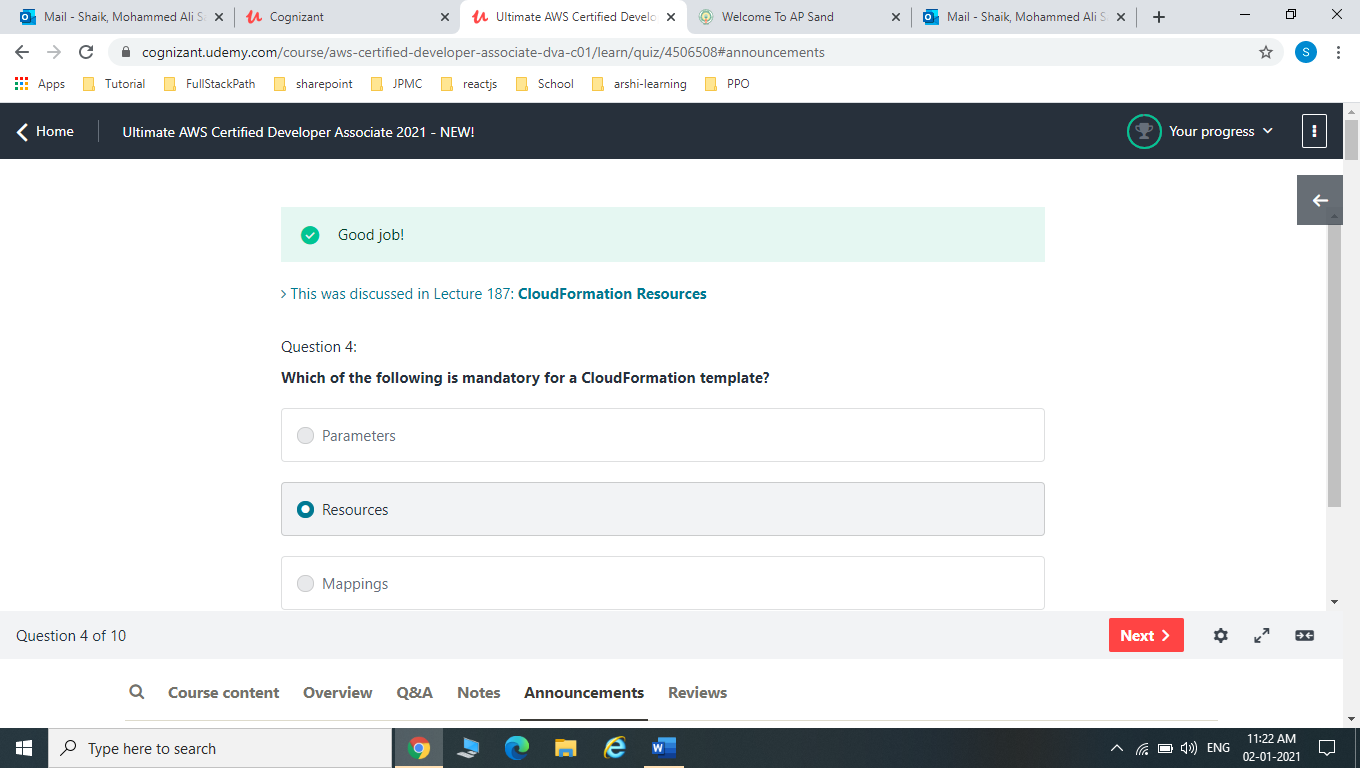 Mail - Shaik, Mohammed Ali S
Cognizant
Ultimate AWS Certified Develo
Welcome To AP Sand
Mail - Shaik, Mohammed Ali S
cognizant.udemy.com/course/aws-certified-developer-associate-dva-c01/learn/quiz/4506508#announcements
S
Apps
Tutorial
FullStackPath
sharepoint
JPMC
reactjs
School
arshi-learning
PPO
Home
Ultimate AWS Certified Developer Associate 2021 - NEW!
Your progress
Good job!
> This was discussed in Lecture 187: CloudFormation Resources
Question 4:
Which of the following is mandatory for a CloudFormation template?
Parameters
Resources
Mappings
Question 4 of 10
Next
Course content
Overview
Q&A
Notes
Announcements
Reviews
Type here to search
ENG
11:22 AM
02-01-2021